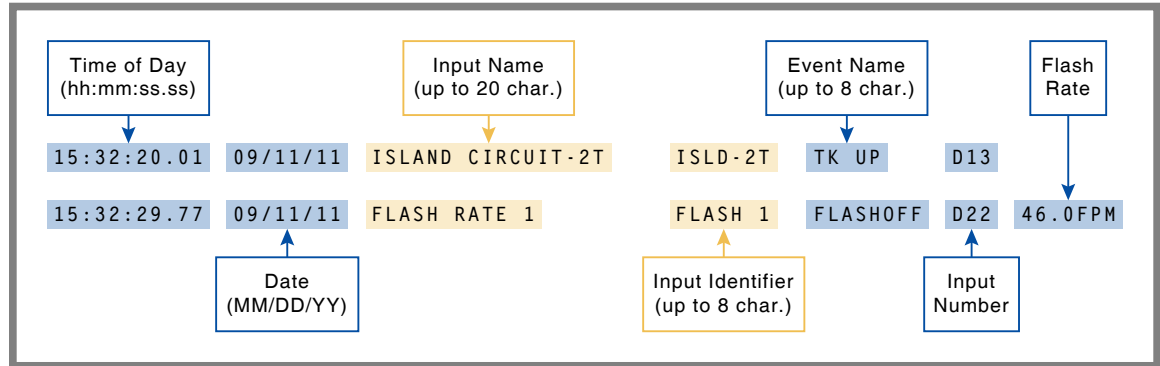 Time of Day
(hh:mm:ss.ss)
Input Name
(up to 20 char.)
Event Name
(up to 8 char.)
Flash
Rate
15:32:20.01 09/11/11 ISLAND CIRCUIT-2T ISLD-2T TK UP D13
15:32:29.77 09/11/11 FLASH RATE 1 FLASH 1 FLASHOFF D22 46.0FPM
Date
(MM/DD/YY)
Input Identifier
(up to 8 char.)
Input
Number